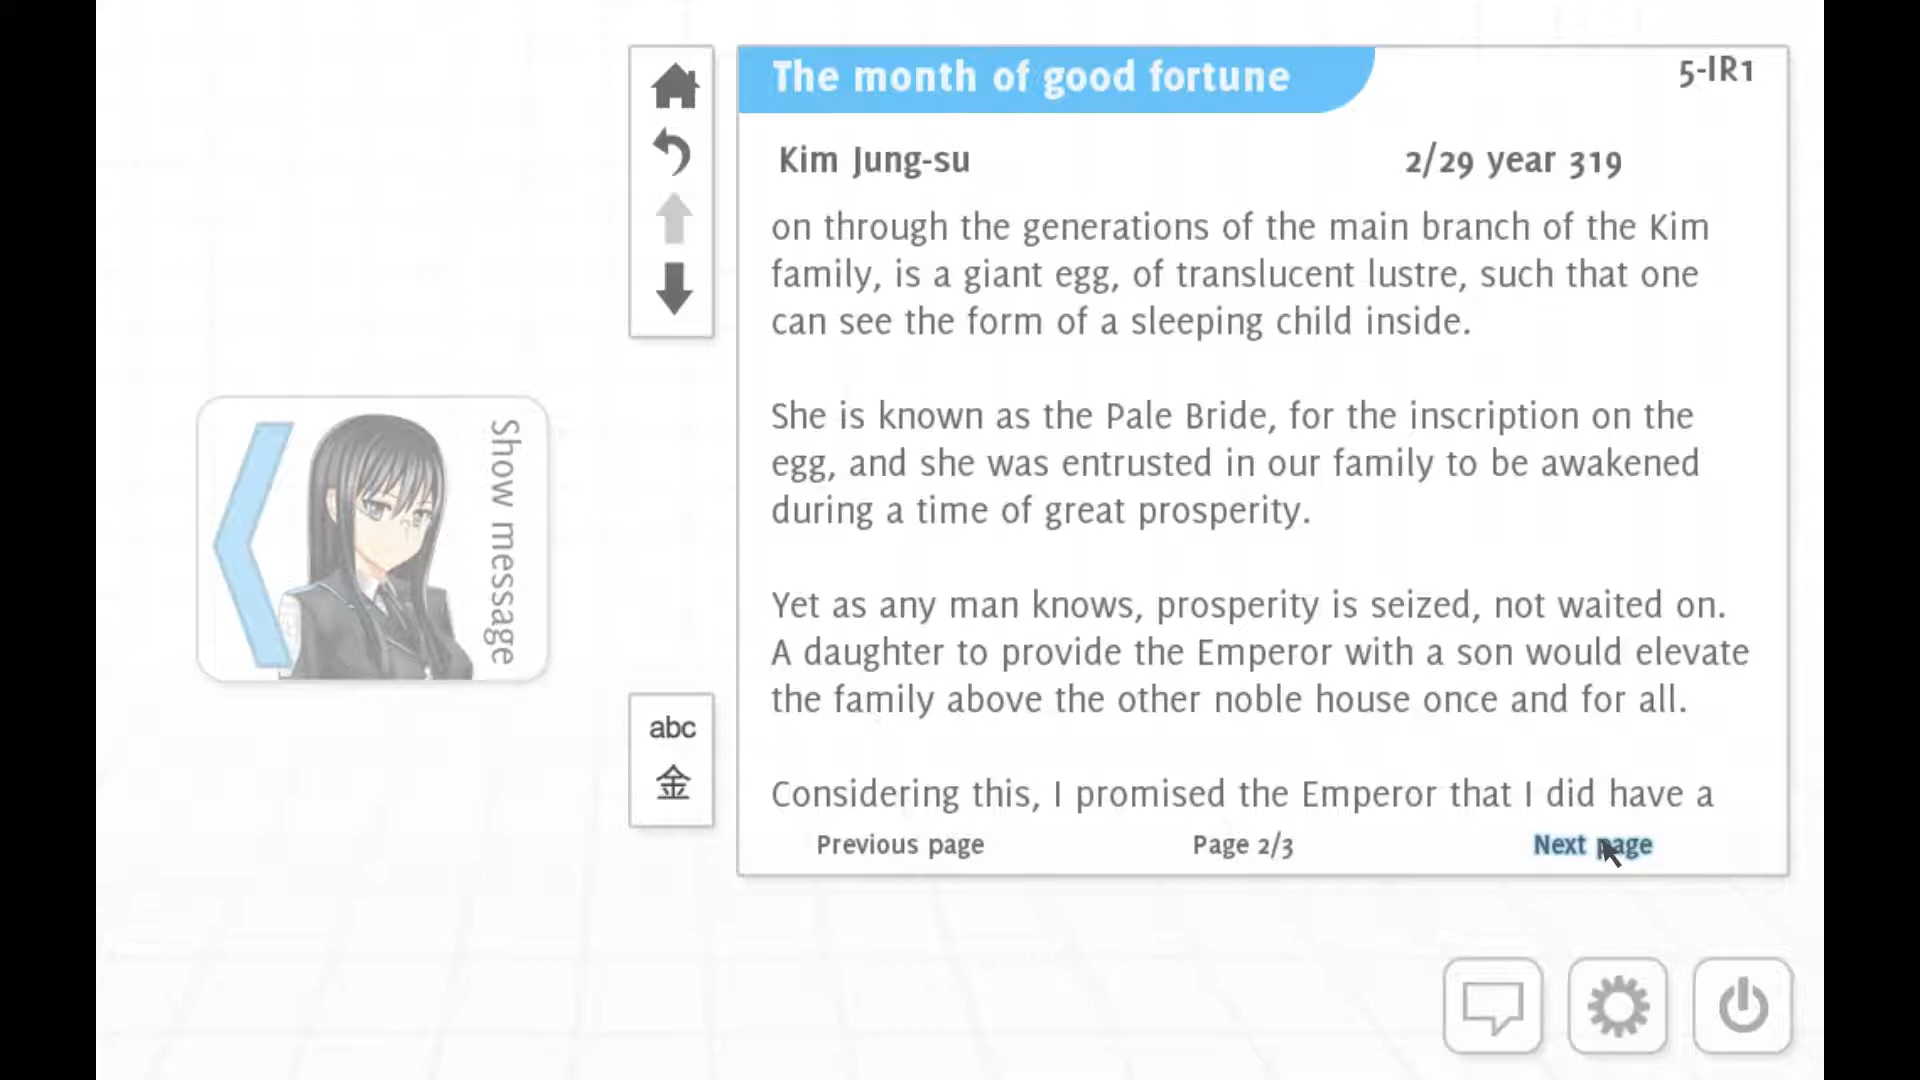 The month of good fortune
5-IR1
Kim Jung-su
2/29 year 319
on through the generations of the main branch of the Kim
family, is a giant egg, of translucent lustre, such that one
can see the form of a sleeping child inside.
She is known as the Pale Bride, for the inscription on the
egg, and she was entrusted in our family to be awakened
during a time of great prosperity.
Yet as any man knows, prosperity is seized, not waited on.
A daughter to provide the Emperor with a son would elevate
the family above the other noble house once and for all.
Considering this, I promised the Emperor that I did have a
Previous page
Page 2/3
Next page
Show message
abc
金